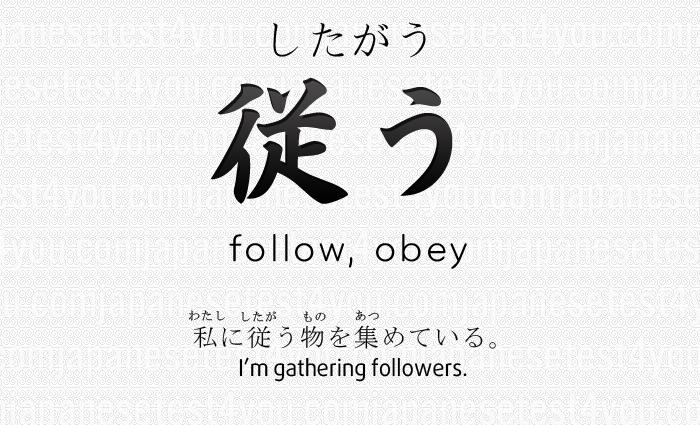 したがう
従う
follow, obey
わたし したが もの あつ
私に従う物を集めている。
I'm gathering followers.